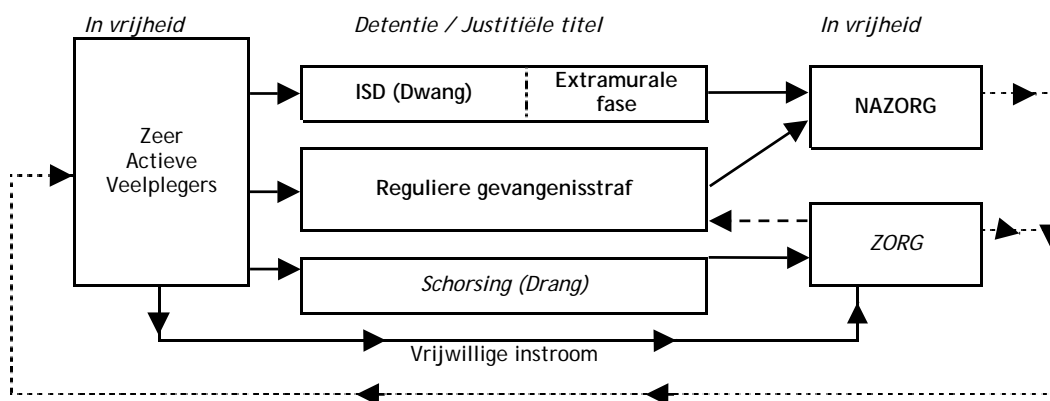 In vrijheid
Detentie / Justitiële titel
In vrijheid
Zeer
Actieve
Veelplegers
ISD (Dwang)
Extramurale
fase
NAZORG
Reguliere gevangenisstraf
ZORG
Schorsing (Drang)
Vrijwillige instroom